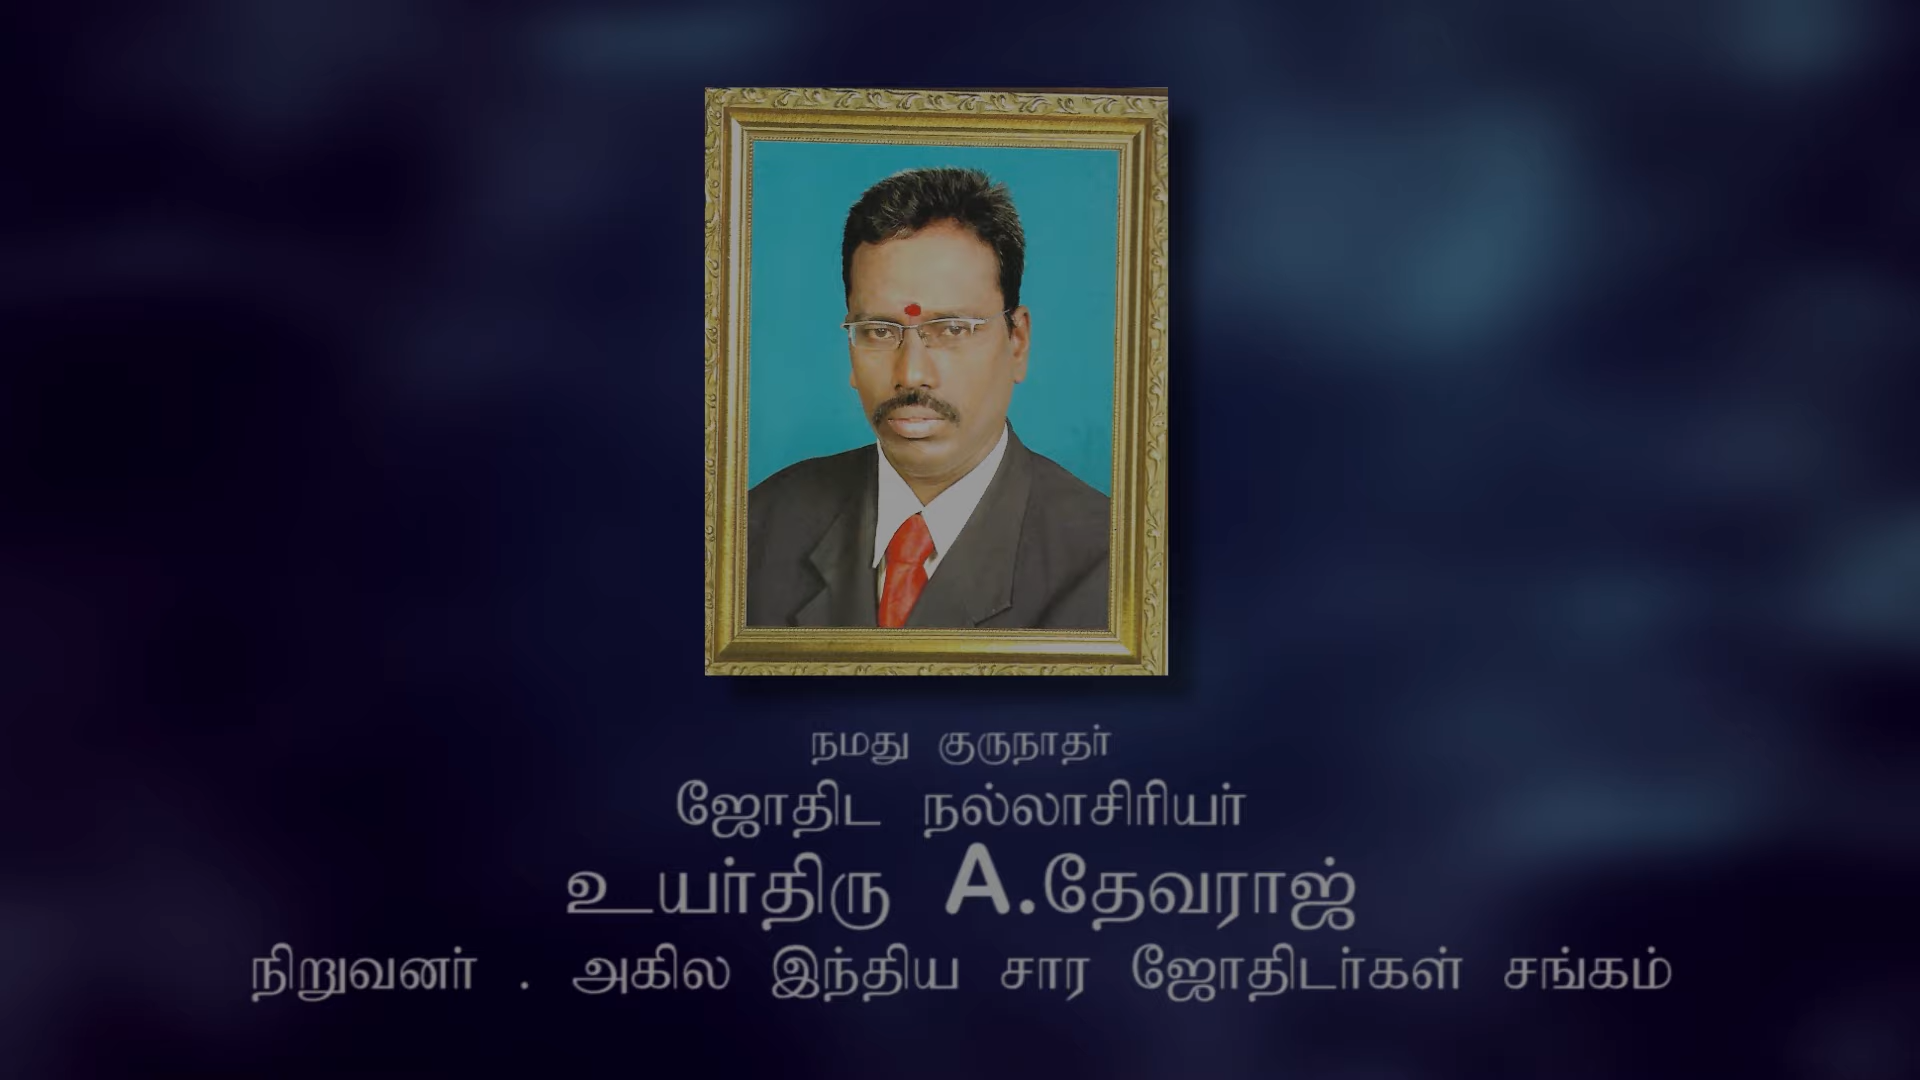 நமது குருநாதர்
ஜோதிட நல்லாசிரியர்
உயர்திரு A.தேவராஜ்
நிறுவனர் . அகில இந்திய சார ஜோதிடர்கள் சங்கம்